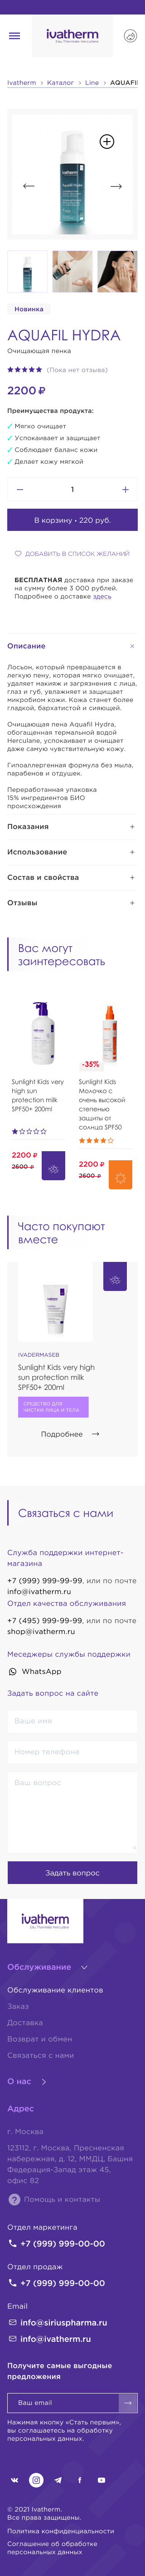 ivatherm
Eau Thermale Herculane
Ivatherm > Каталог > Line > AQUAFI
Новинка
AQUAFIL HYDRA
Очищающая пенка
(Пока нет отзыва)
2200 ₽
Преимущества продукта:
Мягко очищает
Успокаивает и защищает
Соблюдает баланс кожи
Делает кожу мягкой
− 1 +
В корзину • 220 руб.
ДОБАВИТЬ В СПИСОК ЖЕЛАНИЙ
БЕСПЛАТНАЯ доставка при заказе
на сумму более 3 000 рублей.
Подробнее о доставке здесь
Описание ×
Лосьон, который превращается в
легкую пену, которая мягко очищает,
удаляет макияж и загрязнения с лица,
глаз и губ, увлажняет и защищает
микробиом кожи. Кожа станет более
гладкой, бархатистой и сияющей.
Очищающая пена Aquafil Hydra,
обогащенная термальной водой
Herculane, успокаивает и очищает
даже самую чувствительную кожу.
Гипоаллергенная формула без мыла,
парабенов и отдушек.
Переработанная упаковка
15% ингредиентов БИО
происхождения
Показания +
Использование +
Состав и свойства +
Отзывы +
Вас могут
заинтересовать
-35%
Sunlight Kids very
high sun
protection milk
SPF50+ 200ml
2200 ₽
2600 ₽
Sunlight Kids
Молочко с
очень высокой
степенью
защиты от
солнца SPF50
2200 ₽
2600 ₽
Часто покупают
вместе
IVADERMASEB
Sunlight Kids very high
sun protection milk
SPF50+ 200ml
СРЕДСТВО ДЛЯ
ЧИСТКИ ЛИЦА И ТЕЛА
Подробнее
Связаться с нами
Служба поддержки интернет-
магазина
+7 (999) 999-99-99, или по почте
info@ivatherm.ru
Отдел качества обслуживания
+7 (495) 999-99-99, или по почте
shop@ivatherm.ru
Меседжеры службы поддержки
WhatsApp
Задать вопрос на сайте
Ваше имя
Номер телефона
Ваш вопрос
Задать вопрос
ivatherm
Eau Thermale Herculane
Обслуживание
Обслуживание клиентов
Заказ
Доставка
Возврат и обмен
Связаться с нами
О нас
Адрес
г. Москва
123112, г. Москва, Пресненская
набережная, д. 12, ММДЦ, Башня
Федерация-Запад этаж 45,
офис 82
Помощь и контакты
Отдел маркетинга
+7 (999) 999-00-00
Отдел продаж
+7 (999) 999-00-00
Email
info@siriuspharma.ru
info@ivatherm.ru
Получите самые выгодные
предложения
Ваш email
Нажимая кнопку «Стать первым»,
вы соглашаетесь на обработку
персональных данных.
© 2021 Ivatherm.
Все права защищены.
Политика конфиденциальности
Соглашение об обработке
персональных данных